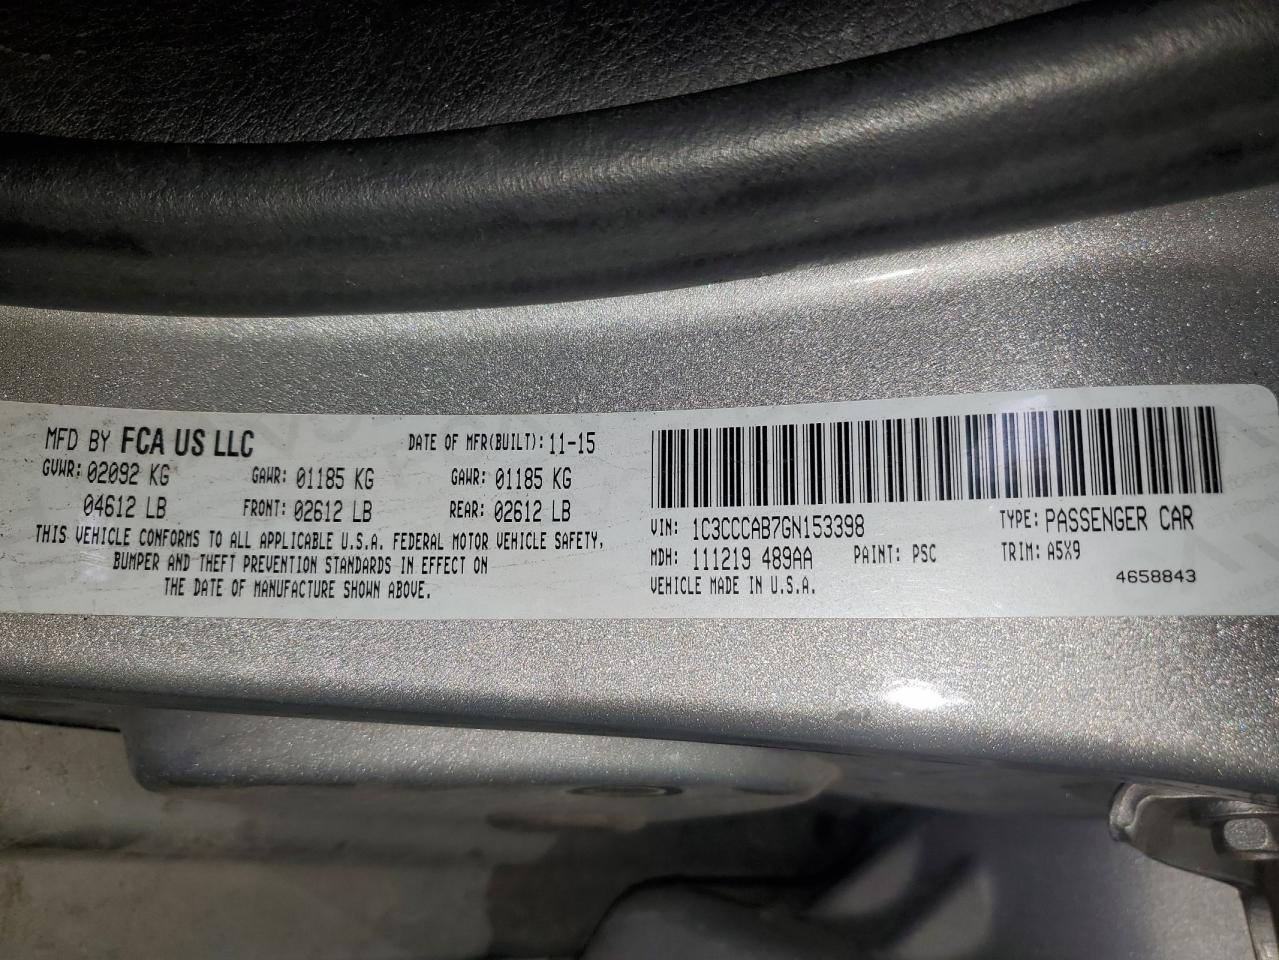 MFD BY FCA US LLC DATE OF MFR(BUILT): 11-15
GVWR: 02092 KG GAWR: 01185 KG GAWR: 01185 KG
04612 LB FRONT: 02612 LB REAR: 02612 LB
THIS VEHICLE CONFORMS TO ALL APPLICABLE U.S.A. FEDERAL MOTOR VEHICLE SAFETY,
BUMPER AND THEFT PREVENTION STANDARDS IN EFFECT ON
THE DATE OF MANUFACTURE SHOWN ABOVE.
VIN: 1C3CCCAB7GN153398 TYPE: PASSENGER CAR
MDH: 111219 489AA PAINT: PSC TRIM: A5X9
VEHICLE MADE IN U.S.A. 4658843